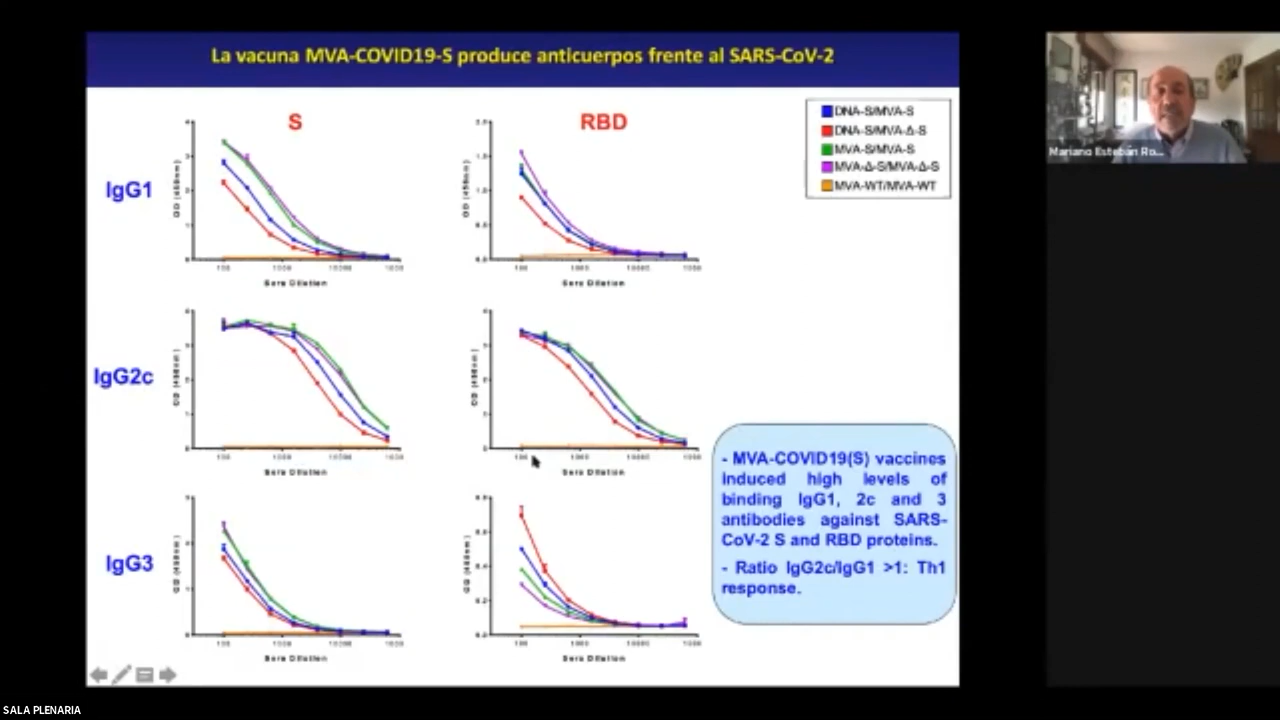 La vacuna MVA-COVID19-S produce anticuerpos frente al SARS-CoV-2
S
RBD
DNA-S/MVA-S
DNA-S/MVA-Δ-S
MVA-S/MVA-S
MVA-Δ-S/MVA-Δ-S
MVA-WT/MVA-WT
Mariano Esteban Ro...
IgG1
Sera Dilution
Sera Dilution
IgG2c
Sera Dilution
Sera Dilution
IgG3
Sera Dilution
Sera Dilution
- MVA-COVID19(S) vaccines
induced high levels of
binding IgG1, 2c and 3
antibodies against SARS-
CoV-2 S and RBD proteins.
- Ratio IgG2c/IgG1 >1: Th1
response.
SALA PLENARIA